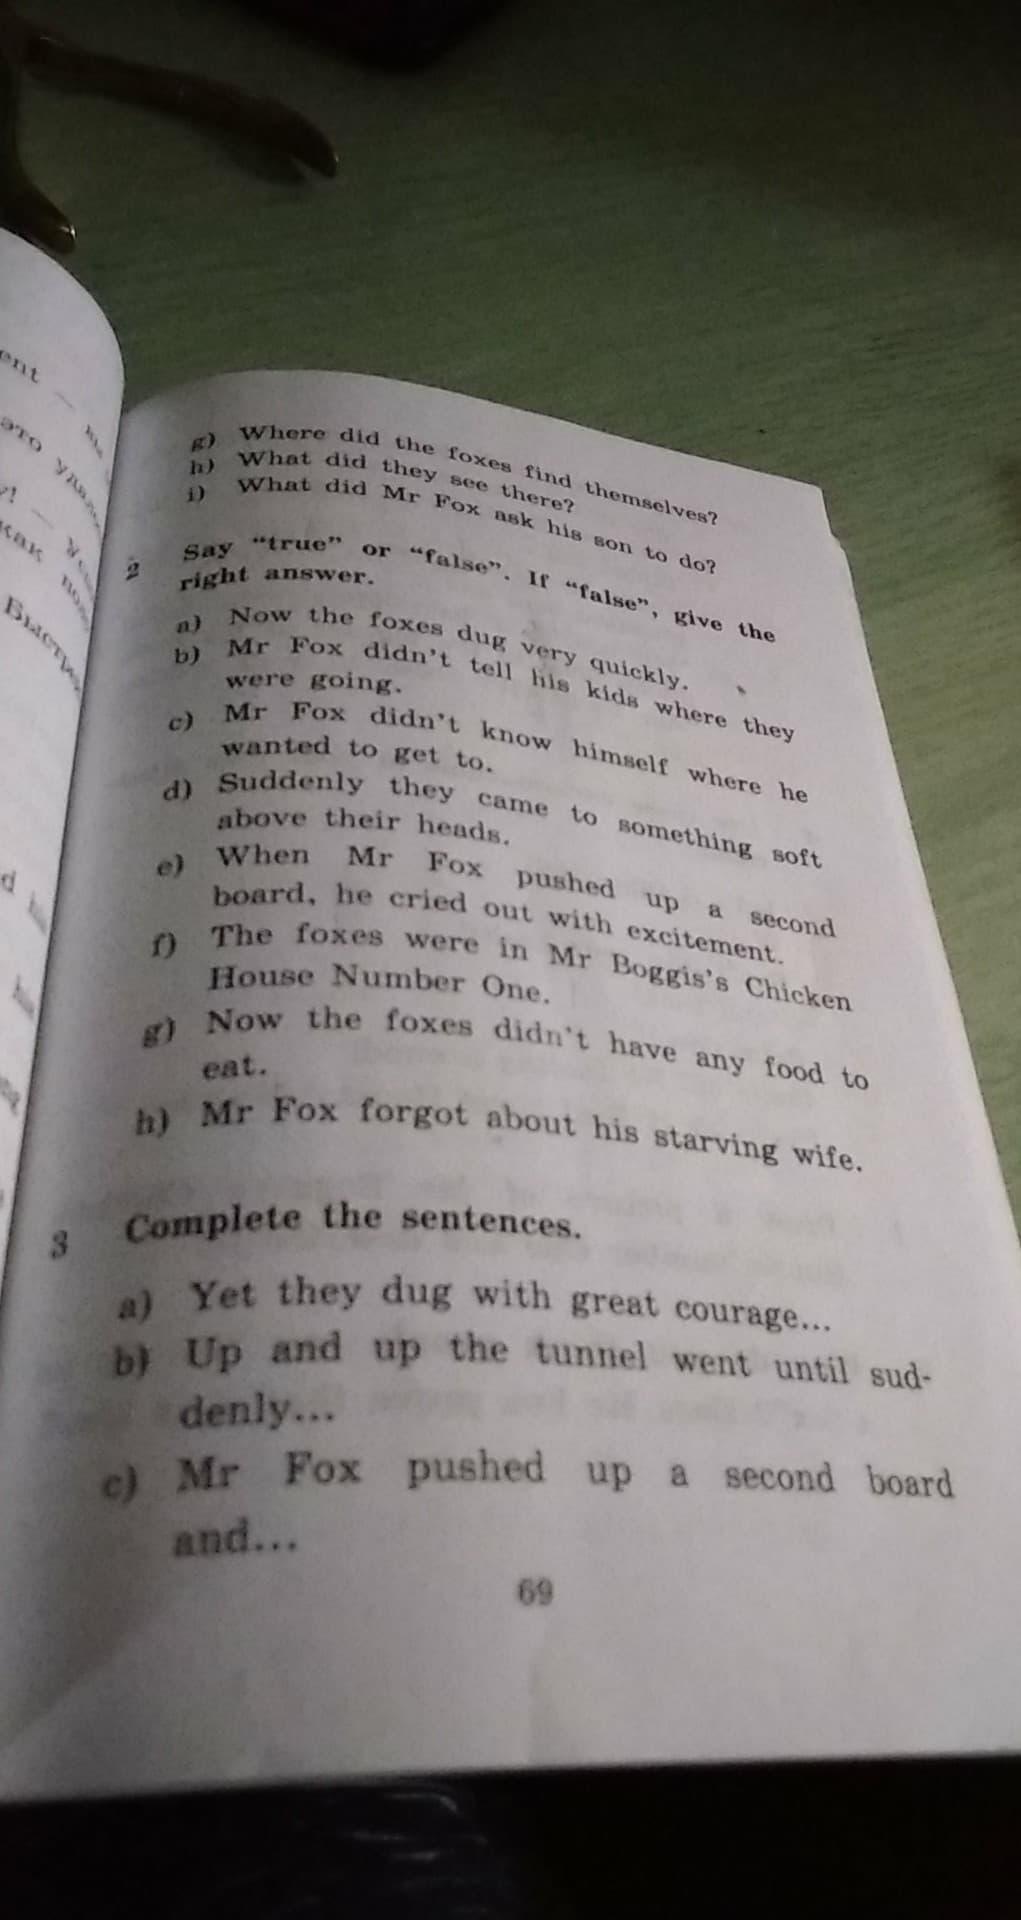 ent —
это
как
Быстр
g) Where did the foxes find themselves?
h) What did they see there?
i) What did Mr Fox ask his son to do?
2 Say "true" or "false". If "false", give the
right answer.
a) Now the foxes dug very quickly.
b) Mr Fox didn't tell his kids where they
were going.
c) Mr Fox didn't know himself where he
wanted to get to.
d) Suddenly they came to something soft
above their heads.
e) When Mr Fox pushed up a second
board, he cried out with excitement.
f) The foxes were in Mr Boggis's Chicken
House Number One.
g) Now the foxes didn't have any food to
eat.
h) Mr Fox forgot about his starving wife.
3 Complete the sentences.
a) Yet they dug with great courage...
b) Up and up the tunnel went until sud-
denly...
c) Mr Fox pushed up a second board
and...
69